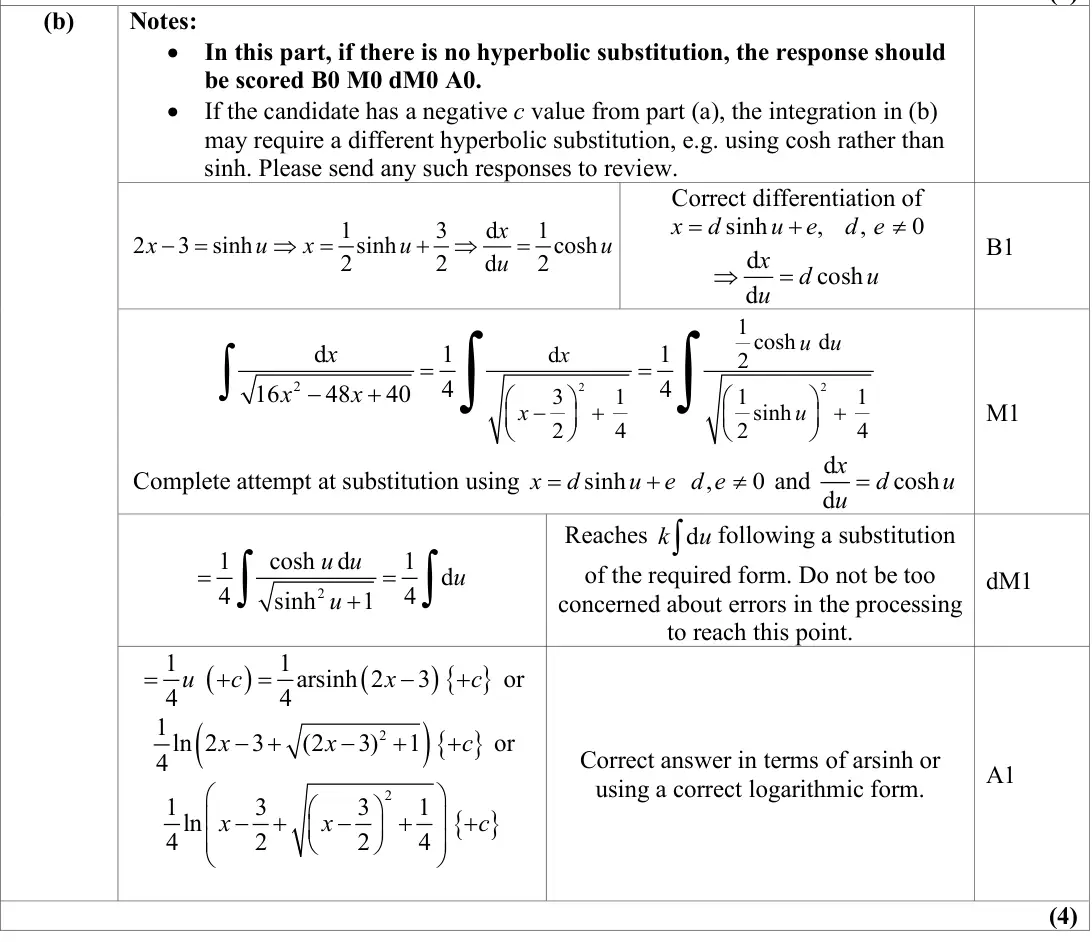 (b)
Notes:
• In this part, if there is no hyperbolic substitution, the response should
be scored B0 M0 dM0 A0.
• If the candidate has a negative c value from part (a), the integration in (b)
may require a different hyperbolic substitution, e.g. using cosh rather than
sinh. Please send any such responses to review.
2x − 3 = sinh u ⇒ x = 1/2 sinh u + 3/2 ⇒ dx/du = 1/2 cosh u
Correct differentiation of
x = d sinh u + e, d, e ≠ 0
⇒ dx/du = d cosh u
B1
∫ dx/√(16x² − 48x + 40) = 1/4 ∫ dx/√((x − 3/2)² + 1/4) = 1/4 ∫ (1/2 cosh u du)/√((1/2 sinh u)² + 1/4)
M1
Complete attempt at substitution using x = d sinh u + e d, e ≠ 0 and dx/du = d cosh u
= 1/4 ∫ cosh u du/√(sinh² u + 1) = 1/4 ∫ du
Reaches k∫du following a substitution
of the required form. Do not be too
concerned about errors in the processing
to reach this point.
dM1
= 1/4 u (+c) = 1/4 arsinh(2x − 3) {+c} or
1/4 ln(2x − 3 + √((2x − 3)² + 1)) {+c} or
1/4 ln(x − 3/2 + √((x − 3/2)² + 1/4)) {+c}
Correct answer in terms of arsinh or
using a correct logarithmic form.
A1
(4)